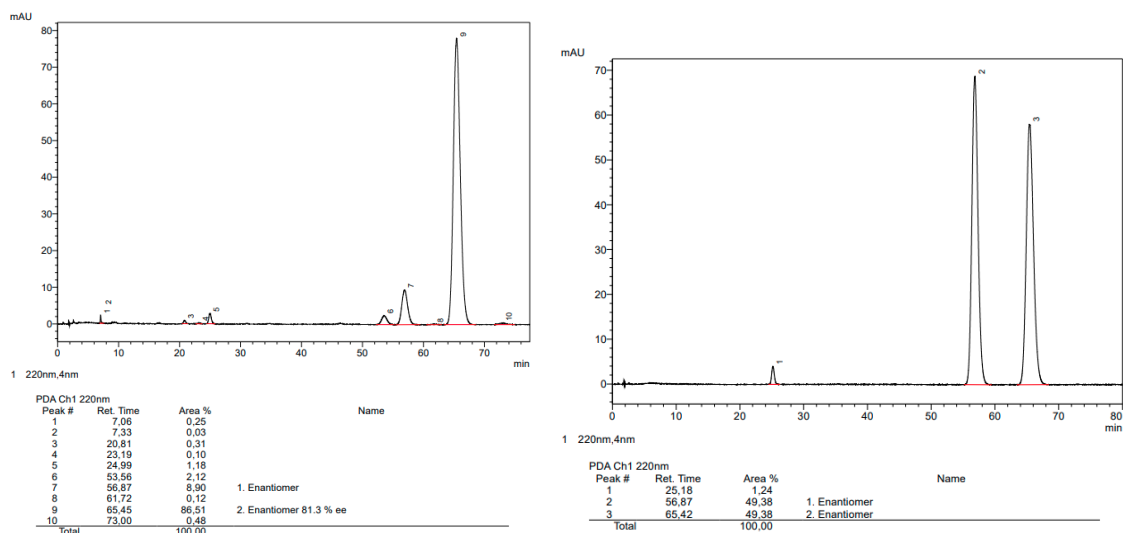 mAU
80
70
60
50
40
30
20
10
0
1 2
3
4
5
6
7
8
9
10
0 10 20 30 40 50 60 70
min
1 220nm,4nm
PDA Ch1 220nm
Peak # Ret. Time Area % Name
1 7,06 0,25
2 7,33 0,03
3 20,81 0,31
4 23,19 0,10
5 24,99 1,18
6 53,56 2,12
7 56,87 8,90 1. Enantiomer
8 61,72 0,12
9 65,45 86,51 2. Enantiomer 81.3 % ee
10 73,00 0,48
Total 100,00
mAU
70
60
50
40
30
20
10
0
1
2
3
0 10 20 30 40 50 60 70 80
min
1 220nm,4nm
PDA Ch1 220nm
Peak # Ret. Time Area % Name
1 25,18 1,24
2 56,87 49,38 1. Enantiomer
3 65,42 49,38 2. Enantiomer
Total 100,00